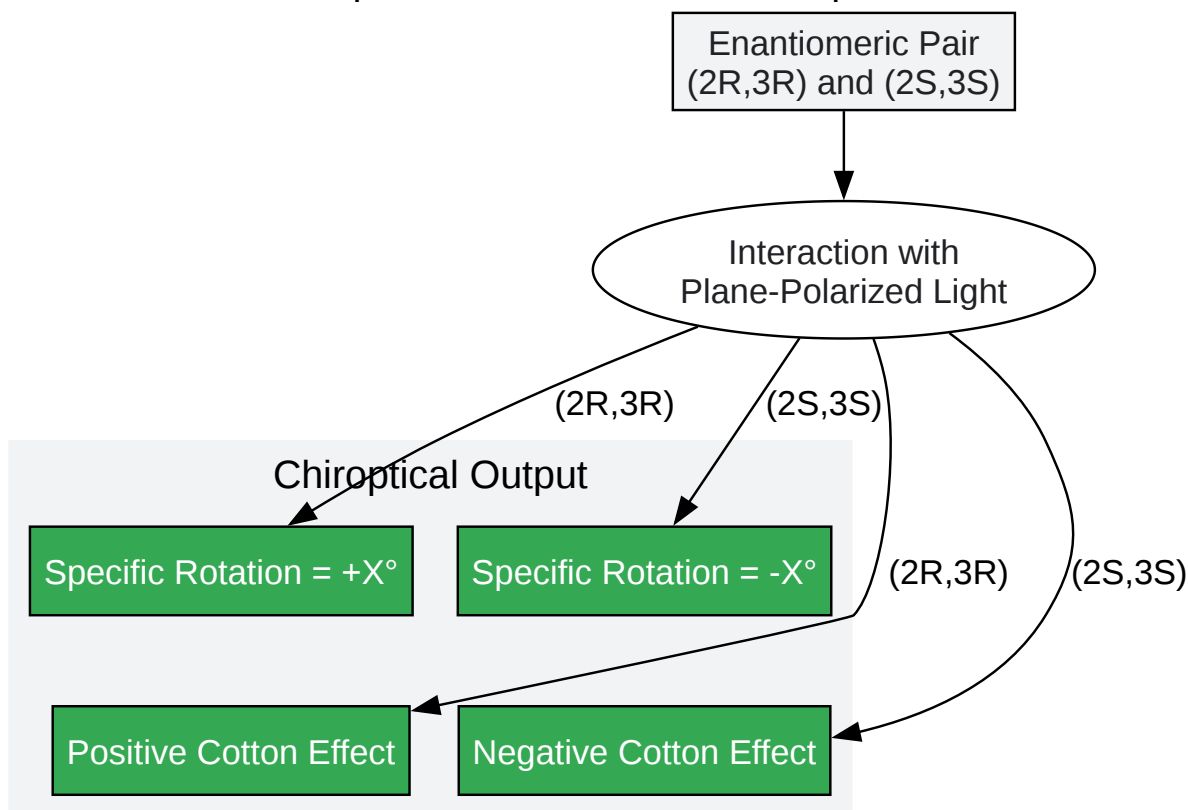 Enantiomeric Pair
(2R,3R) and (2S,3S)
Interaction with
Plane-Polarized Light
(2R,3R)
(2S,3S)
Chiroptical Output
Specific Rotation = +X°
Specific Rotation = -X°
(2R,3R)
(2S,3S)
Positive Cotton Effect
Negative Cotton Effect